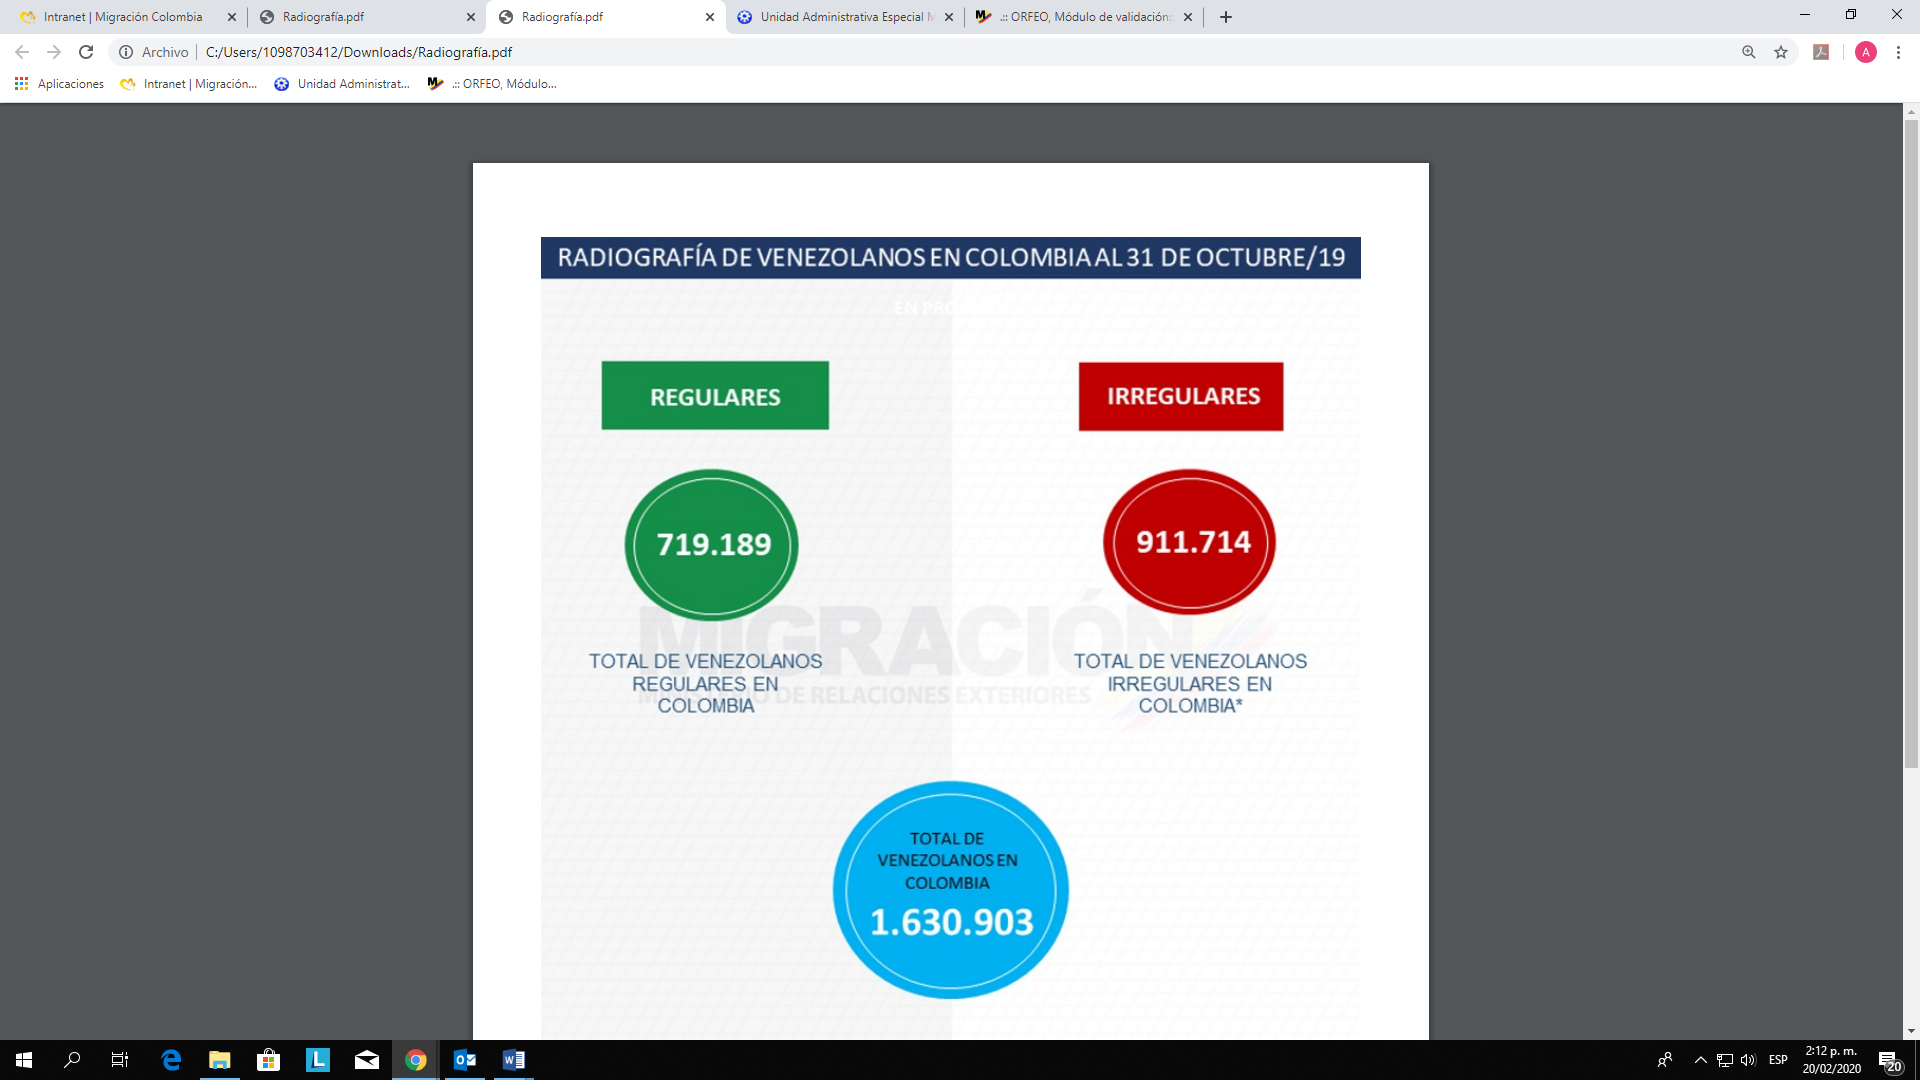 Intranet | Migración Colombia
Radiografía.pdf
Radiografía.pdf
Unidad Administrativa Especial M
.:: ORFEO, Módulo de validación::
Archivo
C:/Users/1098703412/Downloads/Radiografía.pdf
A
Aplicaciones
Intranet | Migración...
Unidad Administrat...
.:: ORFEO, Módulo...
RADIOGRAFÍA DE VENEZOLANOS EN COLOMBIA AL 31 DE OCTUBRE/19
EN PRO
REGULARES
IRREGULARES
719.189
911.714
MIGRACIÓN
MINISTERIO DE RELACIONES EXTERIORES
TOTAL DE VENEZOLANOS
REGULARES EN
COLOMBIA
TOTAL DE VENEZOLANOS
IRREGULARES EN
COLOMBIA*
TOTAL DE
VENEZOLANOS EN
COLOMBIA
1.630.903
L
ESP
2:12 p. m.
20/02/2020
20